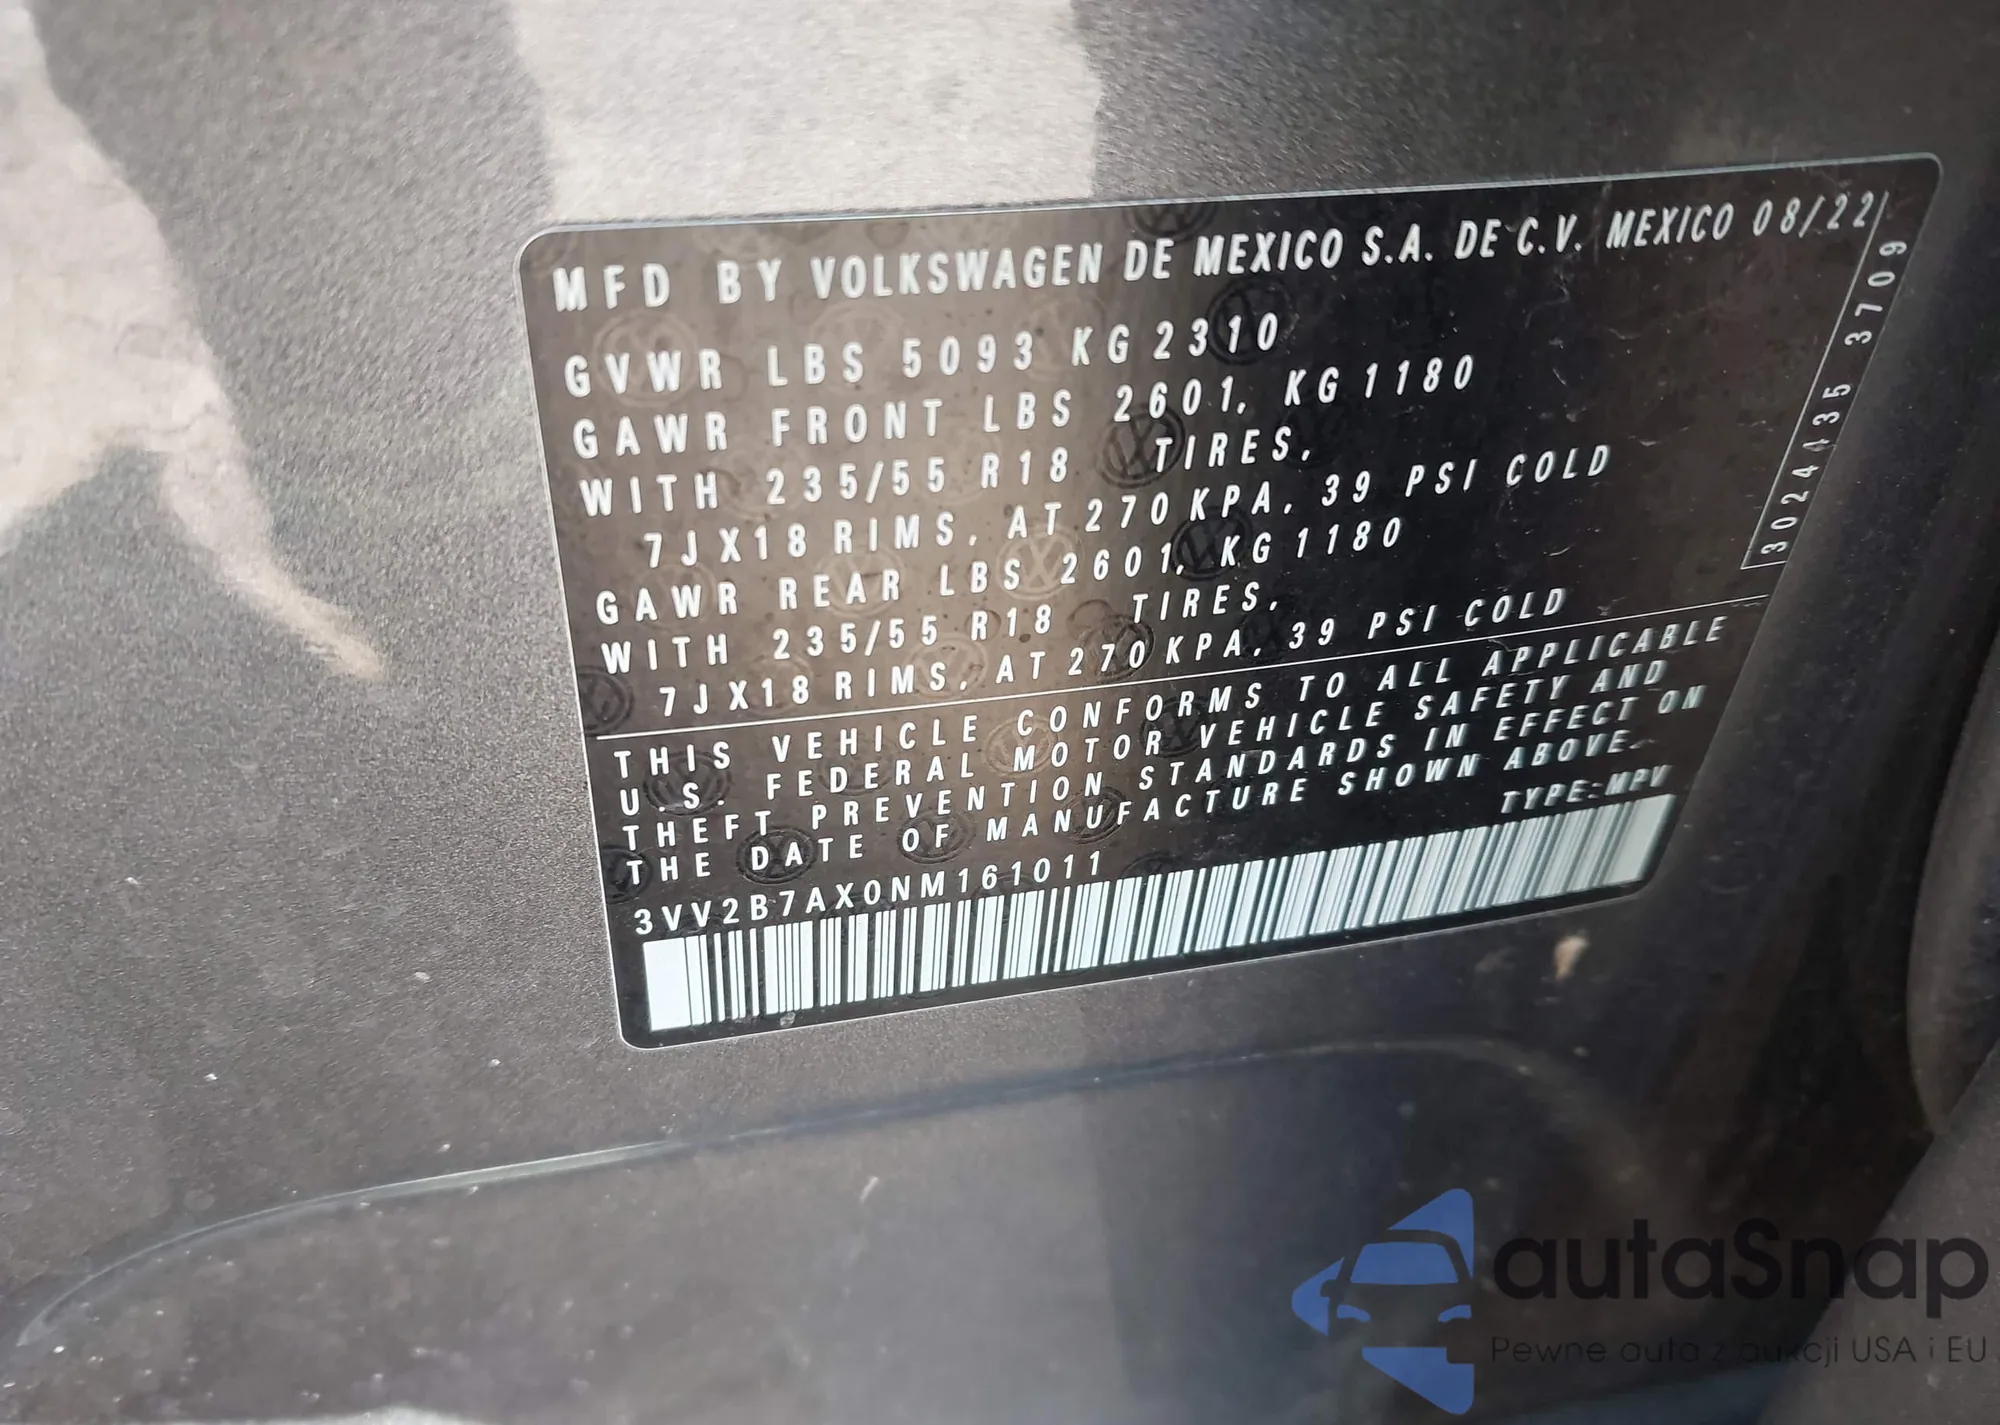 MFD BY VOLKSWAGEN DE MEXICO S.A. DE C.V. MEXICO 08/22
GVWR LBS 5093 KG 2310
GAWR FRONT LBS 2601, KG 1180
WITH 235/55 R18 TIRES,
7JX18 RIMS, AT 270 KPA, 39 PSI COLD
GAWR REAR LBS 2601, KG 1180
WITH 235/55 R18 TIRES,
7JX18 RIMS, AT 270 KPA, 39 PSI COLD
3024435 3709
THIS VEHICLE CONFORMS TO ALL APPLICABLE
U.S. FEDERAL MOTOR VEHICLE SAFETY AND
THEFT PREVENTION STANDARDS IN EFFECT ON
THE DATE OF MANUFACTURE SHOWN ABOVE.
TYPE: MPV
3VV2B7AX0NM161011
autaSnap
Pewne auta z aukcji USA i EU